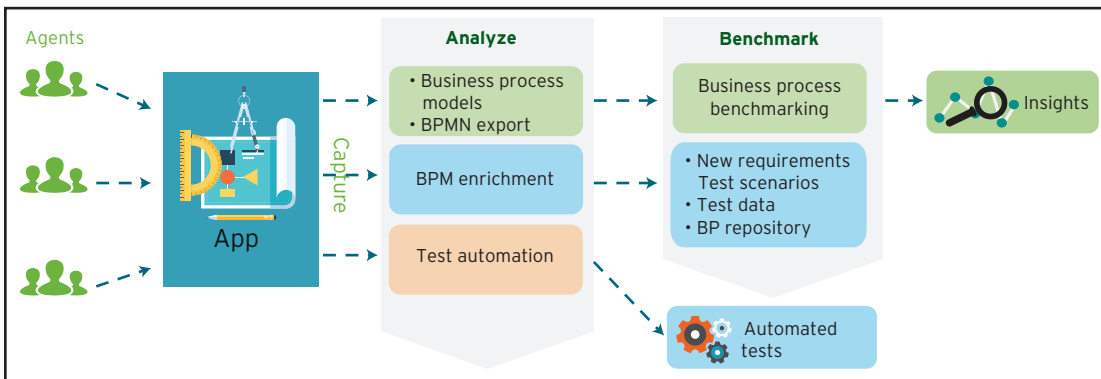 Agents
App
Capture
Analyze
• Business process
models
• BPMN export
BPM enrichment
Test automation
Benchmark
Business process
benchmarking
• New requirements
Test scenarios
• Test data
• BP repository
Automated
tests
Insights